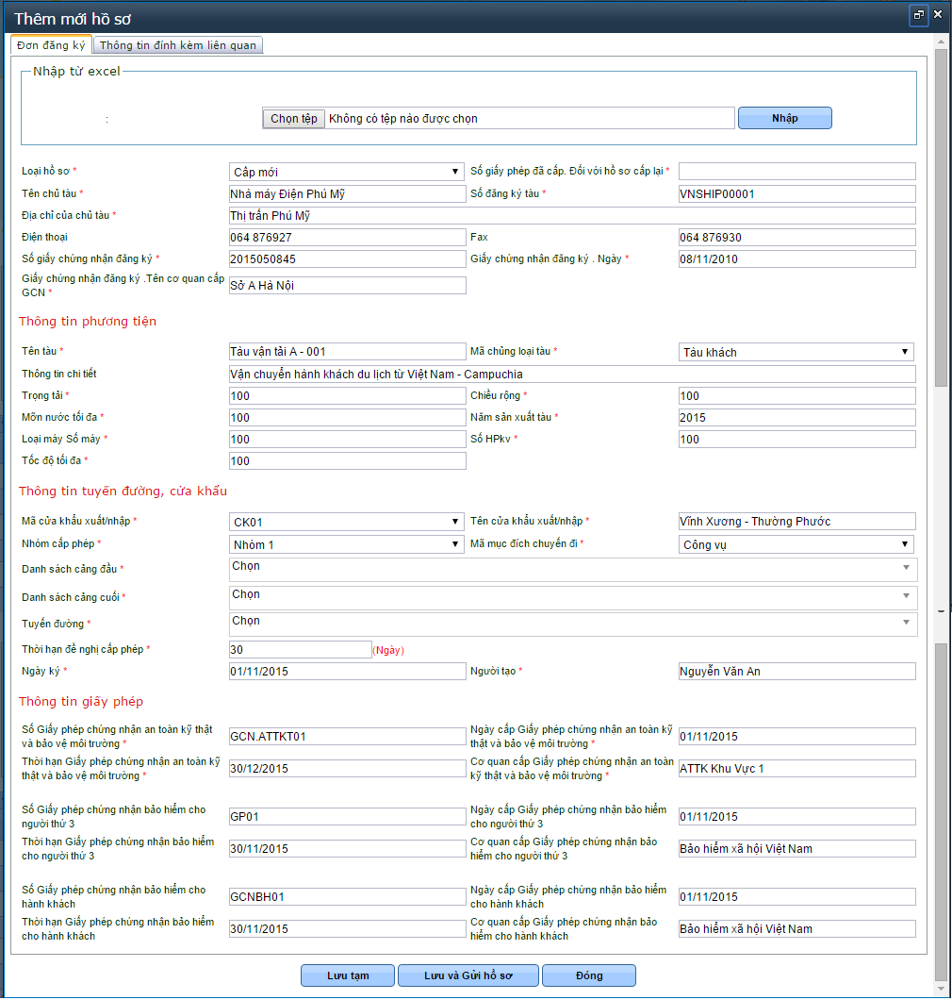 Thêm mới hồ sơ
Đơn đăng ký Thông tin đính kèm liên quan
Nhập từ excel
: Chọn tệp Không có tệp nào được chọn Nhập
Loại hồ sơ * Cấp mới Số giấy phép đã cấp. Đối với hồ sơ cấp lại *
Tên chủ tàu * Nhà máy Điện Phú Mỹ Số đăng ký tàu * VNSHIP00001
Địa chỉ của chủ tàu * Thị trấn Phú Mỹ
Điện thoại 064 876927 Fax 064 876930
Số giấy chứng nhận đăng ký * 2015050845 Giấy chứng nhận đăng ký . Ngày * 08/11/2010
Giấy chứng nhận đăng ký .Tên cơ quan cấp
GCN * Sở A Hà Nội
Thông tin phương tiện
Tên tàu * Tàu vận tải A - 001 Mã chủng loại tàu * Tàu khách
Thông tin chi tiết Vận chuyển hành khách du lịch từ Việt Nam - Campuchia
Trọng tải * 100 Chiều rộng * 100
Mỡn nước tối đa * 100 Năm sản xuất tàu * 2015
Loại máy Số máy * 100 Số HPkv * 100
Tốc độ tối đa * 100
Thông tin tuyến đường, cửa khẩu
Mã cửa khẩu xuất/nhập * CK01 Tên cửa khẩu xuất/nhập * Vĩnh Xương - Thường Phước
Nhóm cấp phép * Nhóm 1 Mã mục đích chuyến đi * Công vụ
Danh sách cảng đầu * Chọn
Danh sách cảng cuối * Chọn
Tuyến đường * Chọn
Thời hạn đề nghị cấp phép * 30 (Ngày)
Ngày ký * 01/11/2015 Người tạo * Nguyễn Văn An
Thông tin giấy phép
Số Giấy phép chứng nhận an toàn kỹ thật
và bảo vệ môi trường * GCN.ATTKT01 Ngày cấp Giấy phép chứng nhận an toàn kỹ
thật và bảo vệ môi trường * 01/11/2015
Thời hạn Giấy phép chứng nhận an toàn kỹ
thật và bảo vệ môi trường * 30/12/2015 Cơ quan cấp Giấy phép chứng nhận an toàn
kỹ thật và bảo vệ môi trường * ATTK Khu Vực 1
Số Giấy phép chứng nhận bảo hiểm cho
người thứ 3 GP01 Ngày cấp Giấy phép chứng nhận bảo hiểm
cho người thứ 3 01/11/2015
Thời hạn Giấy phép chứng nhận bảo hiểm
cho người thứ 3 30/11/2015 Cơ quan cấp Giấy phép chứng nhận bảo
hiểm cho người thứ 3 Bảo hiểm xã hội Việt Nam
Số Giấy phép chứng nhận bảo hiểm cho
hành khách GCNBH01 Ngày cấp Giấy phép chứng nhận bảo hiểm
cho hành khách 01/11/2015
Thời hạn Giấy phép chứng nhận bảo hiểm
cho hành khách 30/11/2015 Cơ quan cấp Giấy phép chứng nhận bảo
hiểm cho hành khách Bảo hiểm xã hội Việt Nam
Lưu tạm Lưu và Gửi hồ sơ Đóng